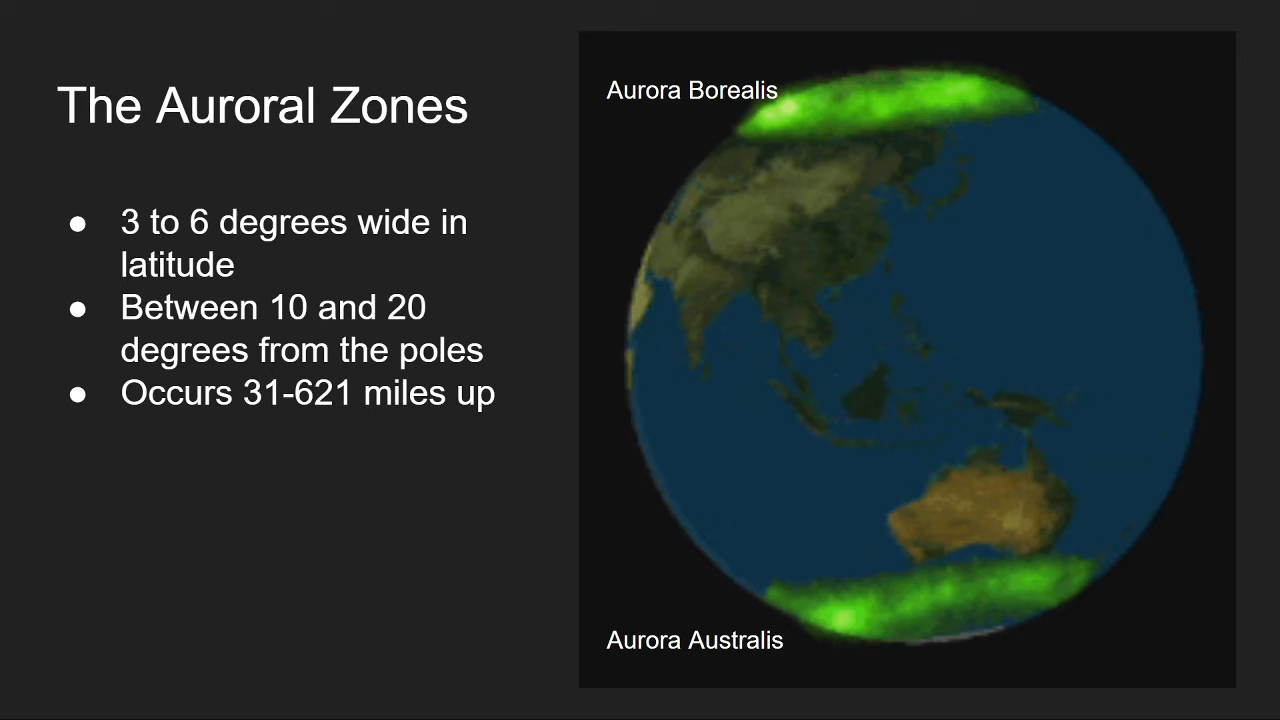 The Auroral Zones
● 3 to 6 degrees wide in
latitude
● Between 10 and 20
degrees from the poles
● Occurs 31-621 miles up
Aurora Borealis
Aurora Australis